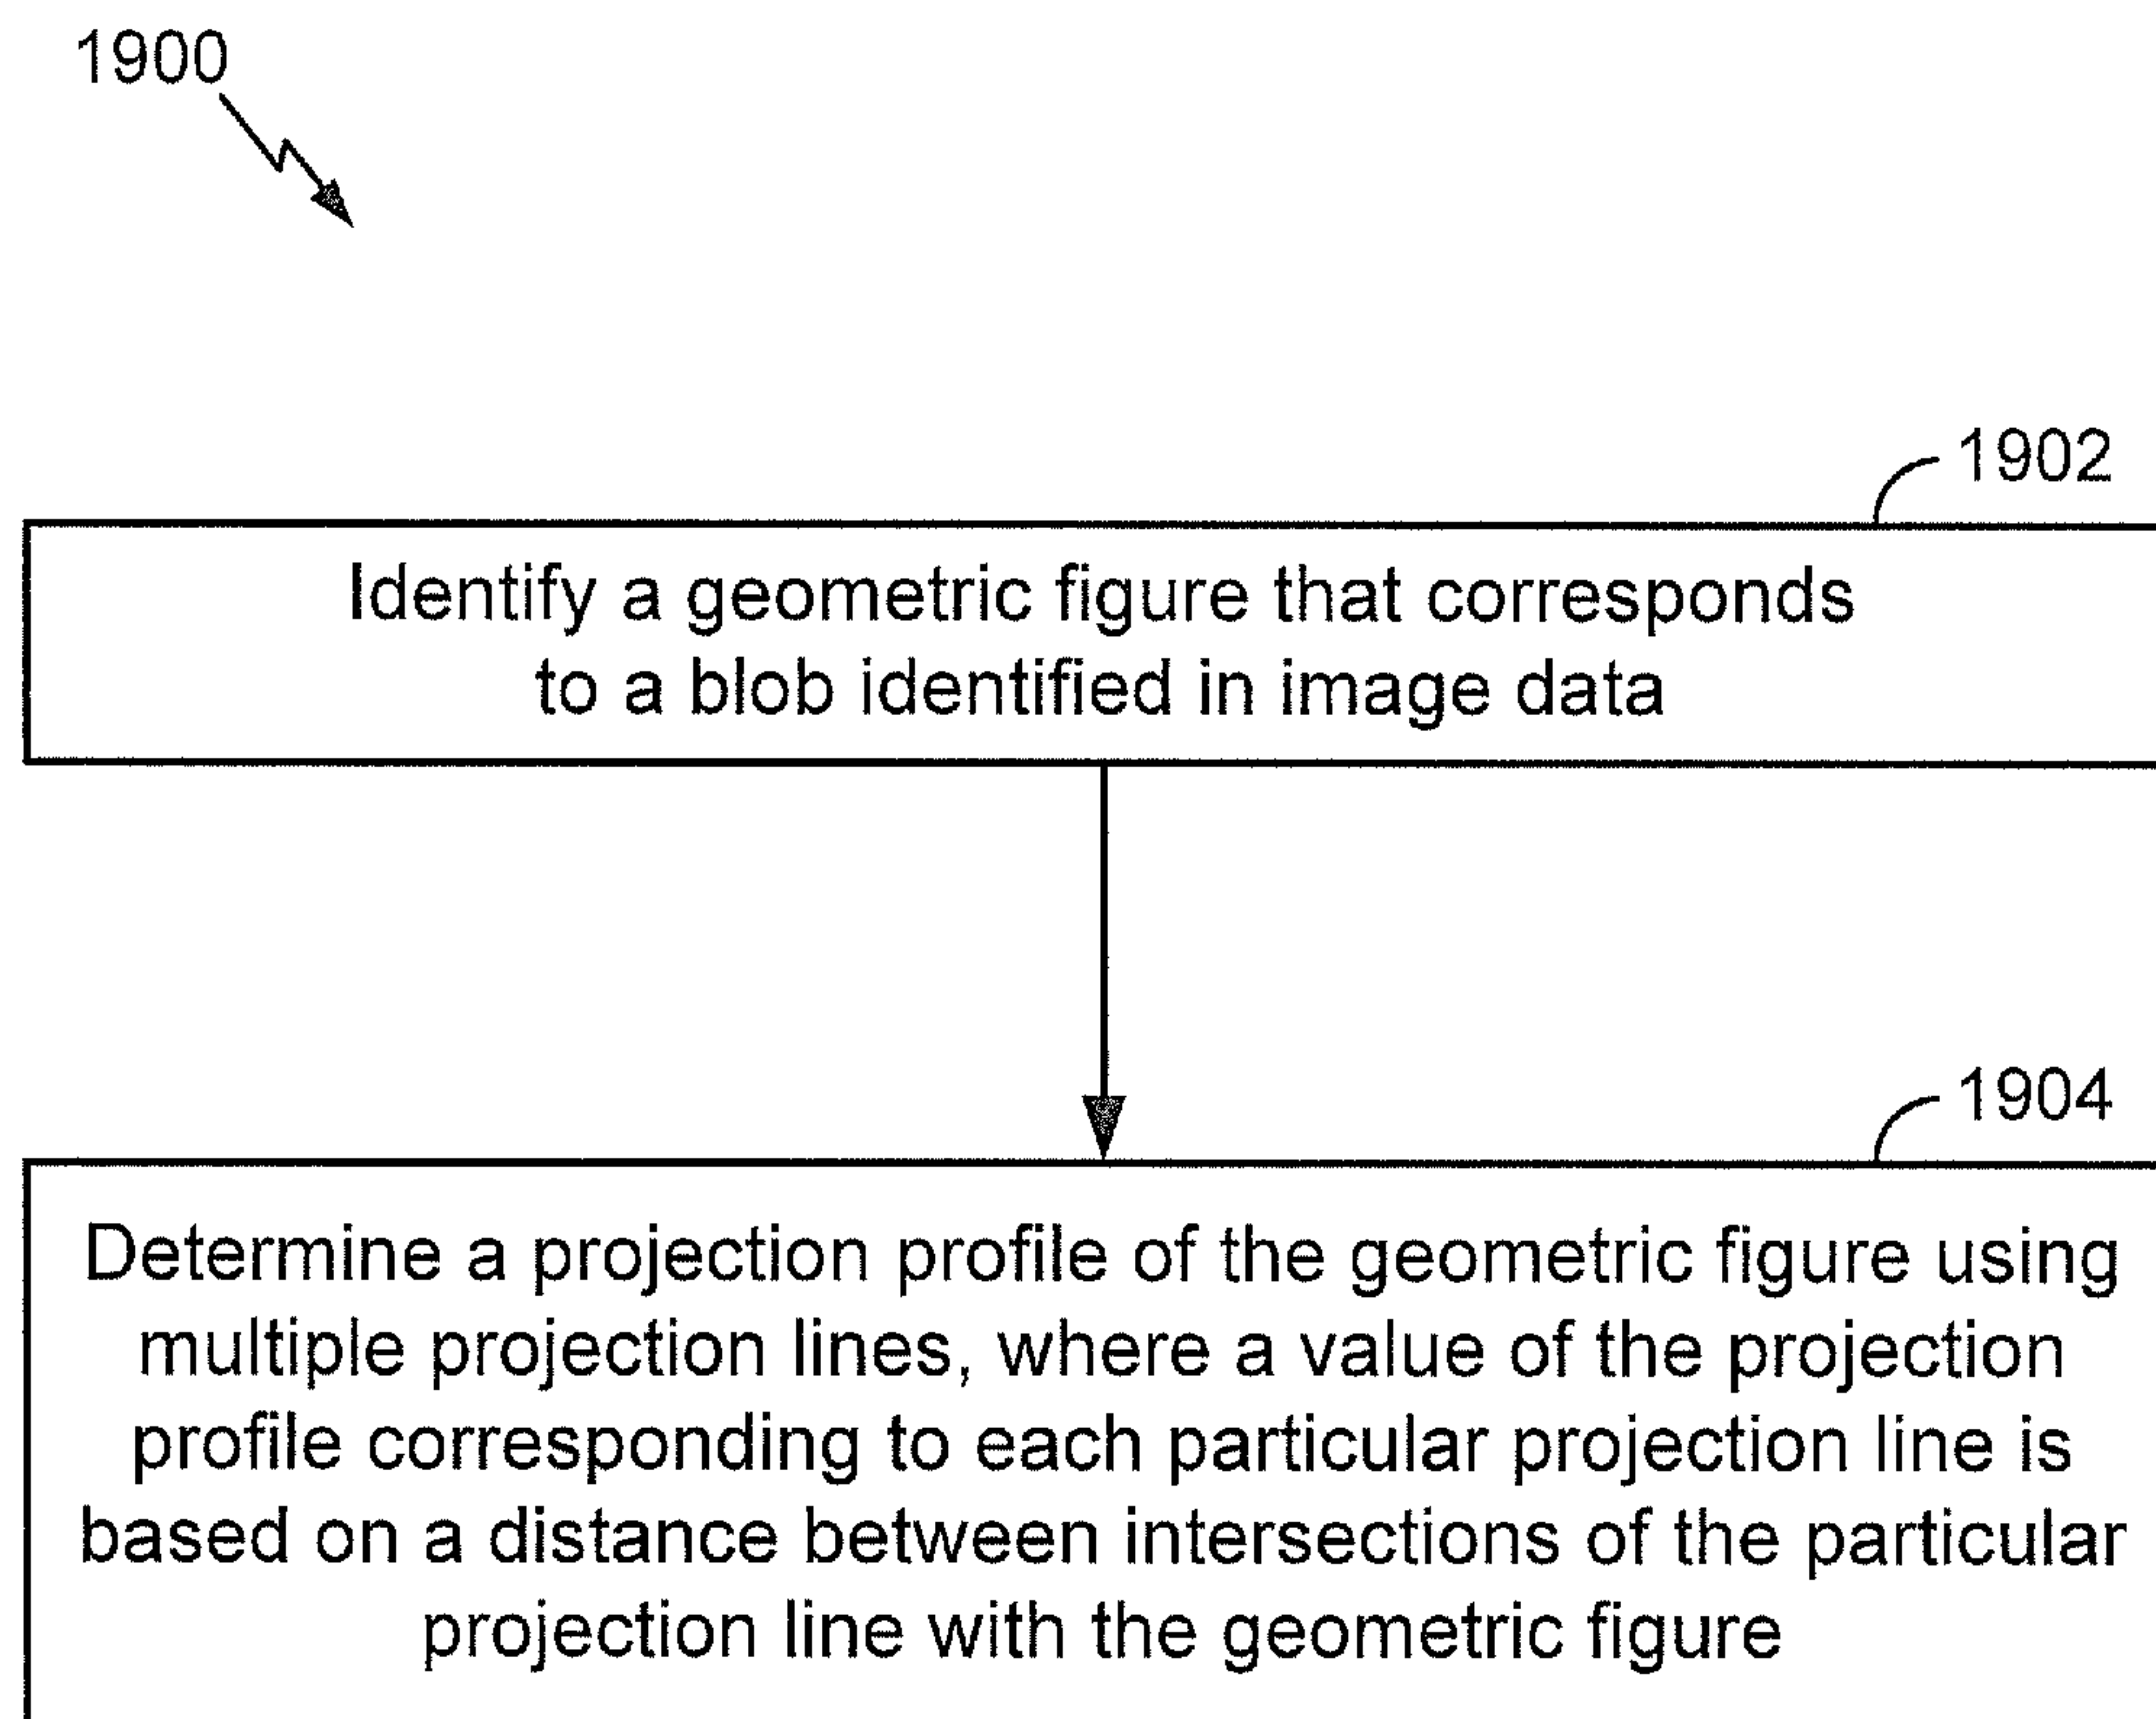 1900
1902
Identify a geometric figure that corresponds
to a blob identified in image data
1904
Determine a projection profile of the geometric figure using
multiple projection lines, where a value of the projection
profile corresponding to each particular projection line is
based on a distance between intersections of the particular
projection line with the geometric figure